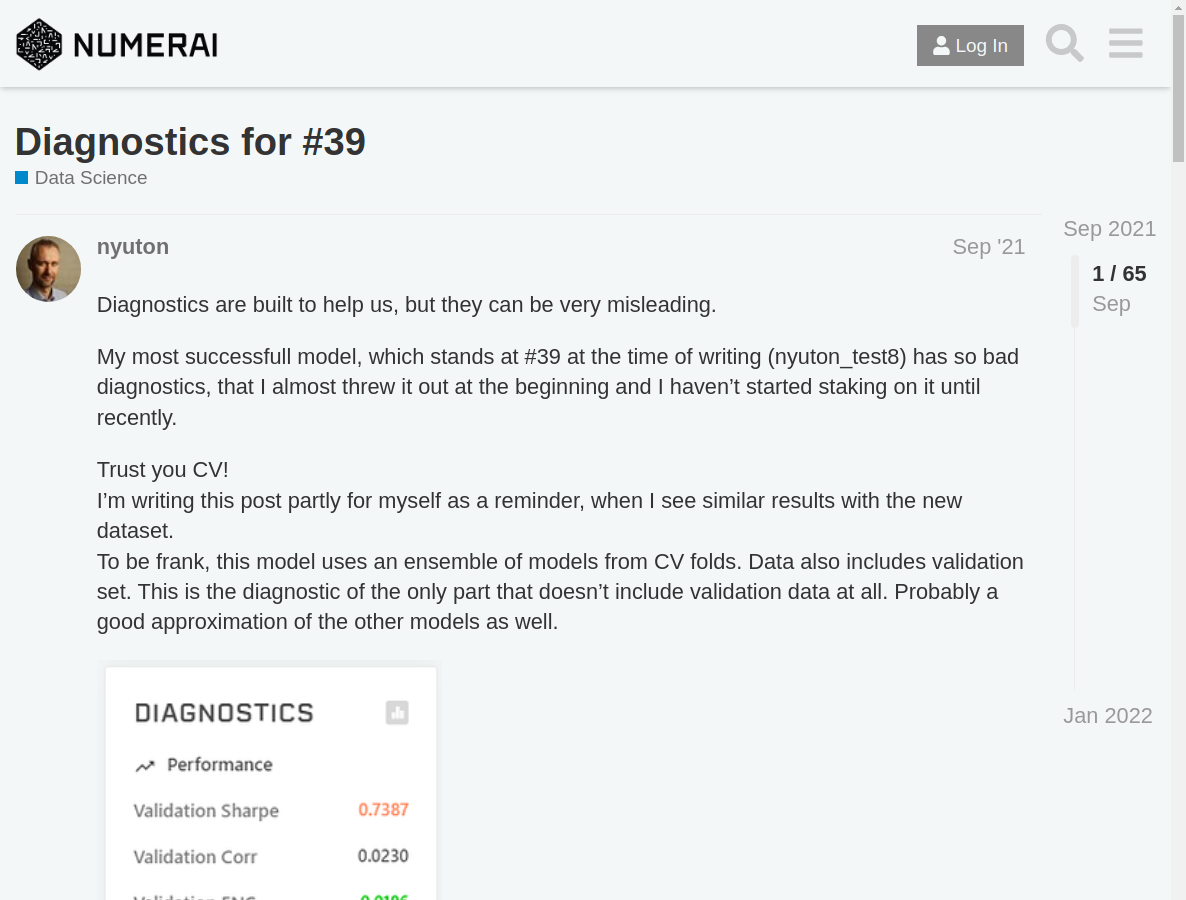 NUMERAI
Log In
Diagnostics for #39
Data Science
nyuton
Sep '21
Sep 2021
1 / 65
Sep
Diagnostics are built to help us, but they can be very misleading.
My most successfull model, which stands at #39 at the time of writing (nyuton_test8) has so bad
diagnostics, that I almost threw it out at the beginning and I haven’t started staking on it until
recently.
Trust you CV!
I’m writing this post partly for myself as a reminder, when I see similar results with the new
dataset.
To be frank, this model uses an ensemble of models from CV folds. Data also includes validation
set. This is the diagnostic of the only part that doesn’t include validation data at all. Probably a
good approximation of the other models as well.
Jan 2022
DIAGNOSTICS
Performance
Validation Sharpe 0.7387
Validation Corr 0.0230